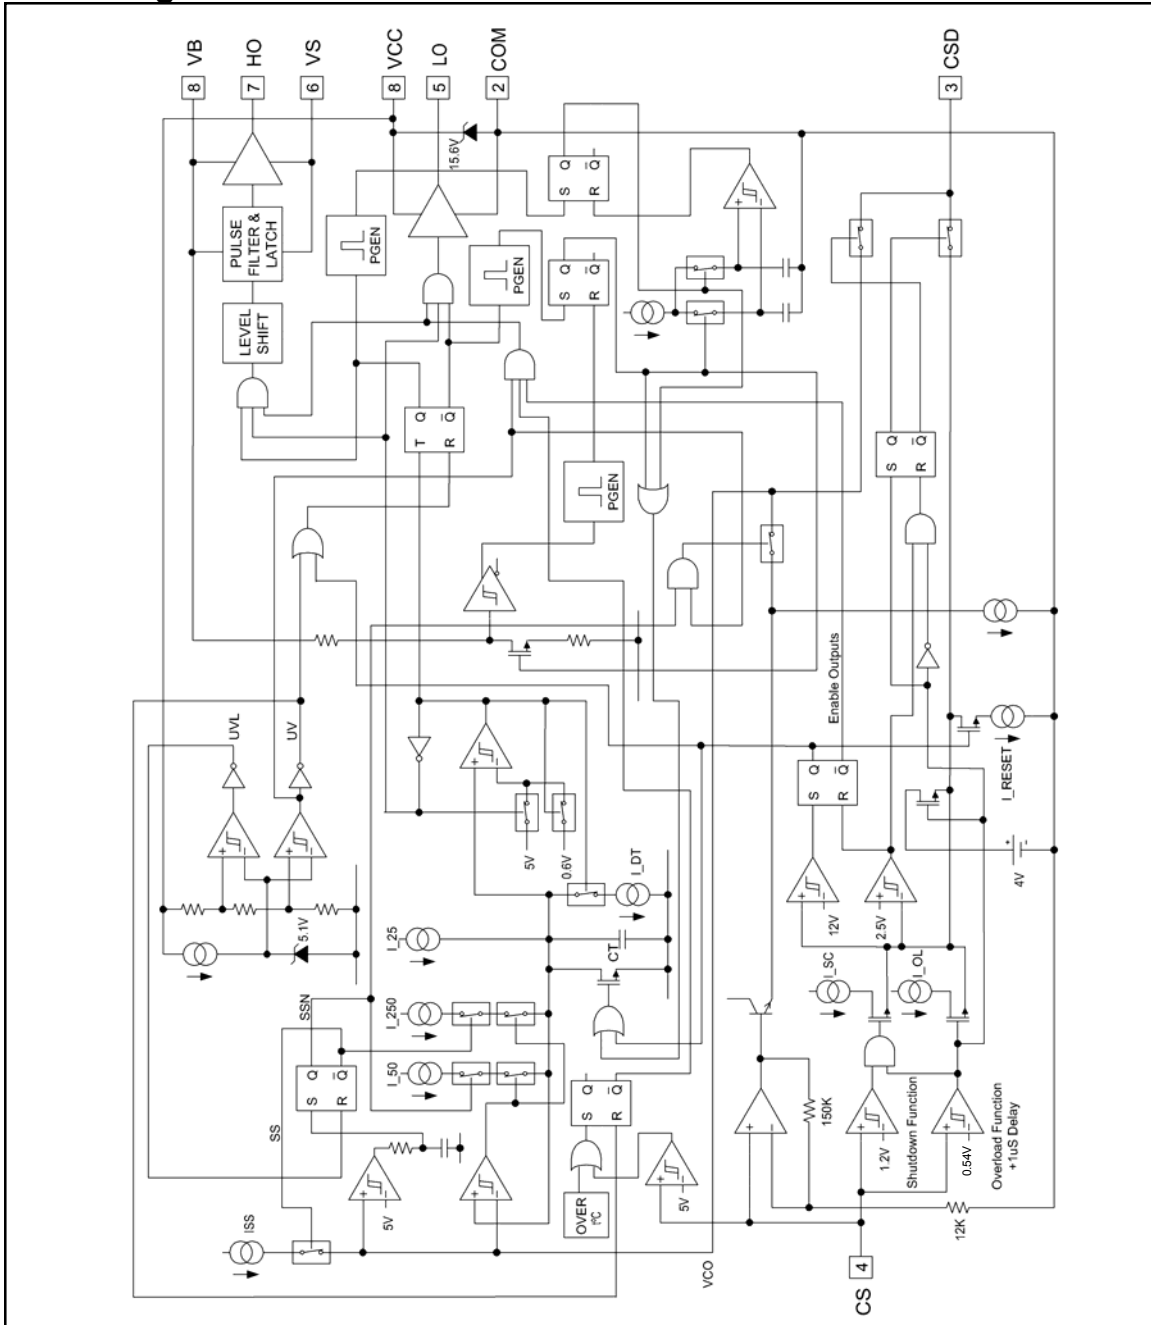 8 VB
7 HO
6 VS
8 VCC
5 LO
2 COM
3 CSD
PULSE
FILTER &
LATCH
LEVEL
SHIFT
PGEN
15.6V
PGEN
S Q
R Q
S Q
R Q
T Q
R Q
PGEN
S Q
R Q
UVL
UV
5.1V
SSN
S Q
R Q
SS
ISS
5V
I_25
I_250
I_50
CT
I_DT
5V
0.6V
S Q
R Q
OVER
tºC
5V
VCO
Enable Outputs
S Q
R Q
I_RESET
4V
12V
2.5V
I_SC
I_OL
150K
12K
1.2V
Shutdown Function
0.54V
Overload Function
+1uS Delay
CS 4